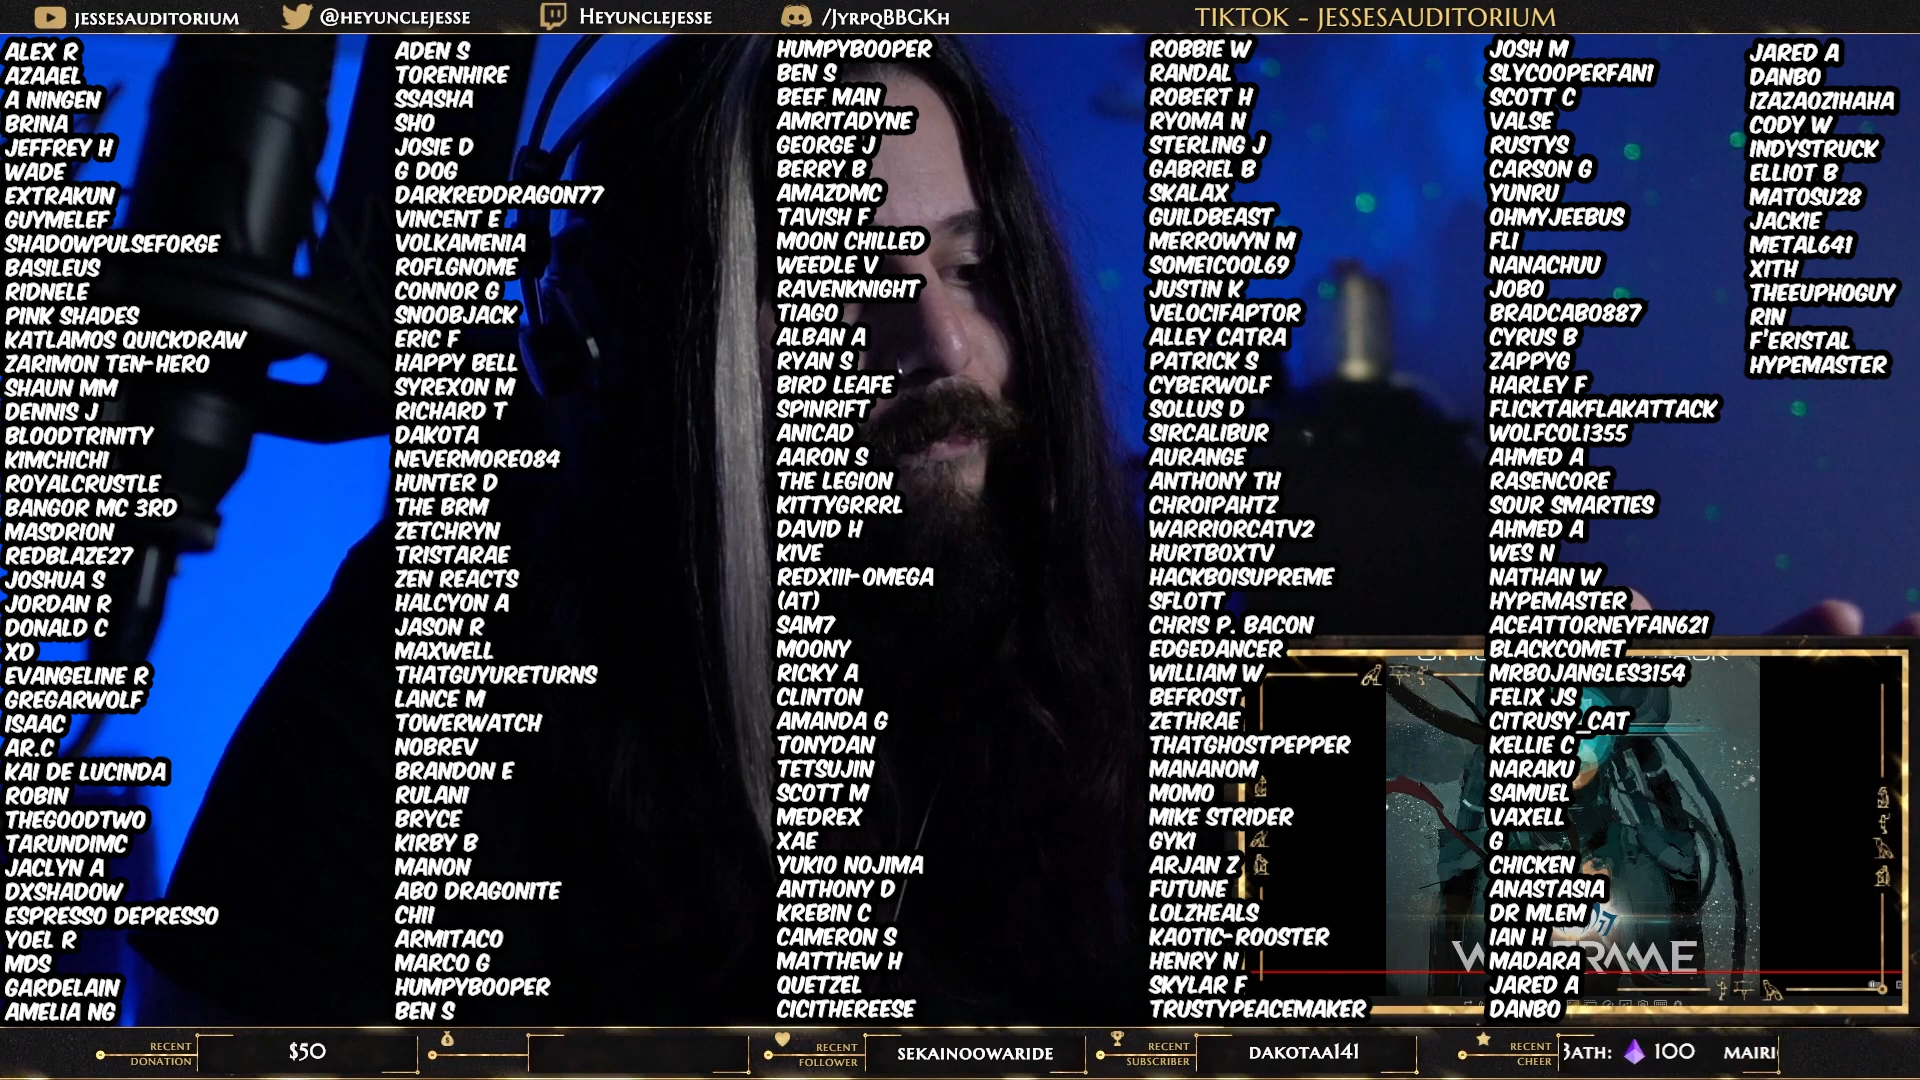 JESSESAUDITORIUM
@HEYUNCLEJESSE
HEYUNCLEJESSE
/JYRPQBBGKH
TIKTOK - JESSESAUDITORIUM
ALEX R
AZAAEL
A NINGEN
BRINA
JEFFREY H
WADE
EXTRAKUN
GUYMELEF
SHADOWPULSEFORGE
BASILEUS
RIDNELE
PINK SHADES
KATLAMOS QUICKDRAW
ZARIMON TEN-HERO
SHAUN MM
DENNIS J
BLOODTRINITY
KIMCHICHI
ROYALCRUSTLE
BANGOR MC 3RD
MASDRION
REDBLAZE27
JOSHUA S
JORDAN R
DONALD C
XD
EVANGELINE R
GREGARWOLF
ISAAC
AR.C
KAI DE LUCINDA
ROBIN
THEGOODTWO
TARUNDIMC
JACLYN A
DXSHADOW
ESPRESSO DEPRESSO
YOEL R
MDS
GARDELAIN
AMELIA NG
ADEN S
TORENHIRE
SSASHA
SHO
JOSIE D
G DOG
DARKREDDRAGON77
VINCENT E
VOLKAMENIA
ROFLGNOME
CONNOR G
SNOOBJACK
ERIC F
HAPPY BELL
SYREXON M
RICHARD T
DAKOTA
NEVERMORE084
HUNTER D
THE BRM
ZETCHRYN
TRISTARAE
ZEN REACTS
HALCYON A
JASON R
MAXWELL
THATGUYURETURNS
LANCE M
TOWERWATCH
NOBREV
BRANDON E
RULANI
BRYCE
KIRBY B
MANON
ABO DRAGONITE
CHII
ARMITACO
MARCO G
HUMPYBOOPER
BEN S
HUMPYBOOPER
BEN S
BEEF MAN
AMRITADYNE
GEORGE J
BERRY B
AMAZDMC
TAVISH F
MOON CHILLED
WEEDLE V
RAVENKNIGHT
TIAGO
ALBAN A
RYAN S
BIRD LEAFE
SPINRIFT
ANICAD
AARON S
THE LEGION
KITTYGRRRL
DAVID H
KIVE
REDXIII-OMEGA
(AT)
SAM7
MOONY
RICKY A
CLINTON
AMANDA G
TONYDAN
TETSUJIN
SCOTT M
MEDREX
XAE
YUKIO NOJIMA
ANTHONY D
KREBIN C
CAMERON S
MATTHEW H
QUETZEL
CICITHEREESE
ROBBIE W
RANDAL
ROBERT H
RYOMA N
STERLING J
GABRIEL B
SKALAX
GUILDBEAST
MERROWYN M
SOMEICOOL69
JUSTIN K
VELOCIFAPTOR
ALLEY CATRA
PATRICK S
CYBERWOLF
SOLLUS D
SIRCALIBUR
AURANGE
ANTHONY TH
CHROIPAHTZ
WARRIORCATV2
HURTBOXTV
HACKBOISUPREME
SFLOTT
CHRIS P. BACON
EDGEDANCER
WILLIAM W
BEFROST
ZETHRAE
THATGHOSTPEPPER
MANANOM
MOMO
MIKE STRIDER
GYKI
ARJAN Z
FUTUNE
LOLZHEALS
KAOTIC-ROOSTER
HENRY N
SKYLAR F
TRUSTYPEACEMAKER
JOSH M
SLYCOOPERFAN1
SCOTT C
VALSE
RUSTYS
CARSON G
YUNRU
OHMYJEEBUS
FLI
NANACHUU
JOBO
BRADCABO887
CYRUS B
ZAPPYG
HARLEY F
FLICKTAKFLAKATTACK
WOLFCOL1355
AHMED A
RASENCORE
SOUR SMARTIES
AHMED A
WES N
NATHAN W
HYPEMASTER
ACEATTORNEYFAN621
BLACKCOMET
MRBOJANGLES3154
FELIX JS
CITRUSY_CAT
KELLIE C
NARAKU
SAMUEL
VAXELL
G
CHICKEN
ANASTASIA
DR MLEM
IAN H
MADARA
JARED A
DANBO
JARED A
DANBO
IZAZAOZIHAHA
CODY W
INDYSTRUCK
ELLIOT B
MATOSU28
JACKIE
METAL641
XITH
THEEUPHOGUY
RIN
F'ERISTAL
HYPEMASTER
RECENT DONATION
$50
RECENT FOLLOWER
SEKAINOOWARIDE
RECENT SUBSCRIBER
DAKOTAA141
RECENT CHEER
BATH: 100 MAIRI